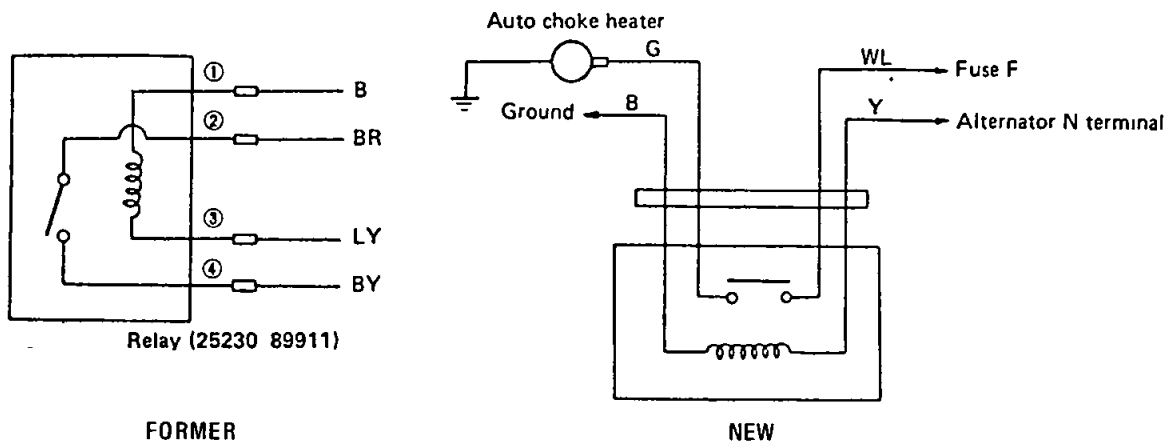 ①
B
②
BR
③
LY
④
BY
Relay (25230 89911)
FORMER
Auto choke heater
G
WL
Fuse F
Ground
B
Y
Alternator N terminal
NEW